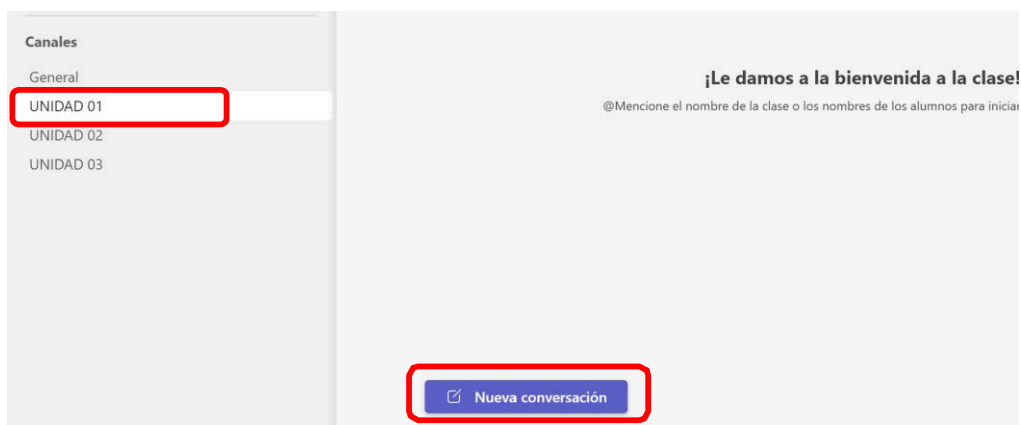 Canales
General
UNIDAD 01
UNIDAD 02
UNIDAD 03
¡Le damos a la bienvenida a la clase!
@Mencione el nombre de la clase o los nombres de los alumnos para iniciar
Nueva conversación